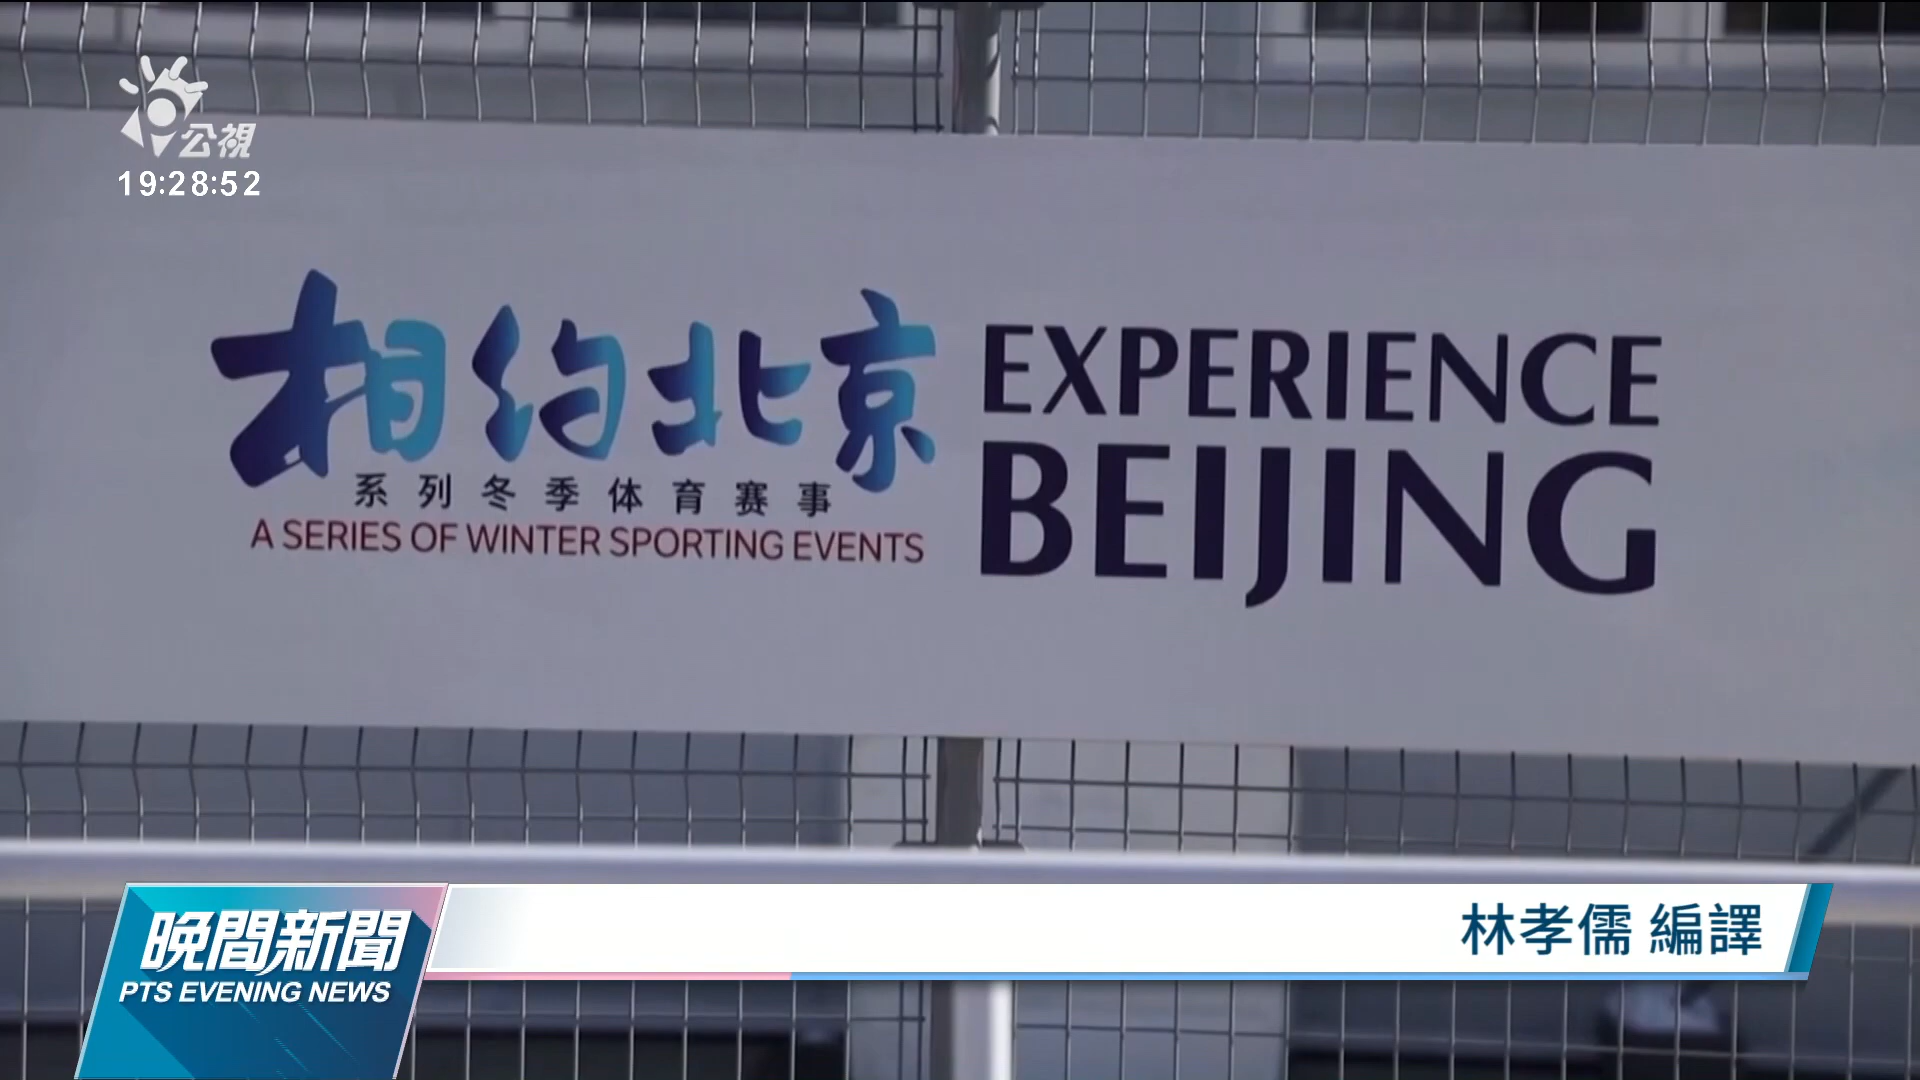 公視
19:28:52
相约北京
系列冬季体育赛事
A SERIES OF WINTER SPORTING EVENTS
EXPERIENCE
BEIJING
晚間新聞
PTS EVENING NEWS
林孝儒 編譯